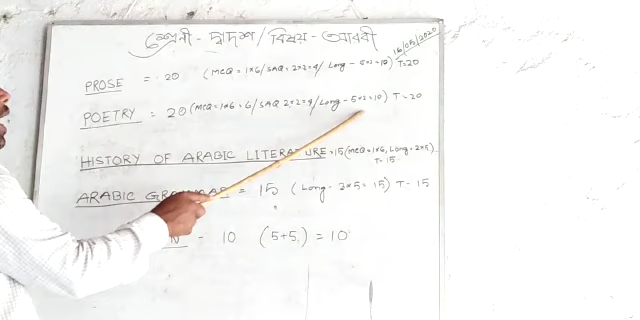 শ্রেণী - দ্বাদশ / বিষয় - আরবী
16/05/2020
PROSE = 20 (MCQ = 1×6 / SAQ = 2×2=4 / Long - 5×2=10) T=20
POETRY = 20 (MCQ = 1×6 = 6 / SAQ 2×2=4 / Long - 5×2=10) T-20
HISTORY OF ARABIC LITERATURE = 15 (MCQ = 1×6, Long = 2×5)
T = 15
ARABIC = 15 (Long - 3×5 = 15) T - 15
- 10 (5+5) = 10